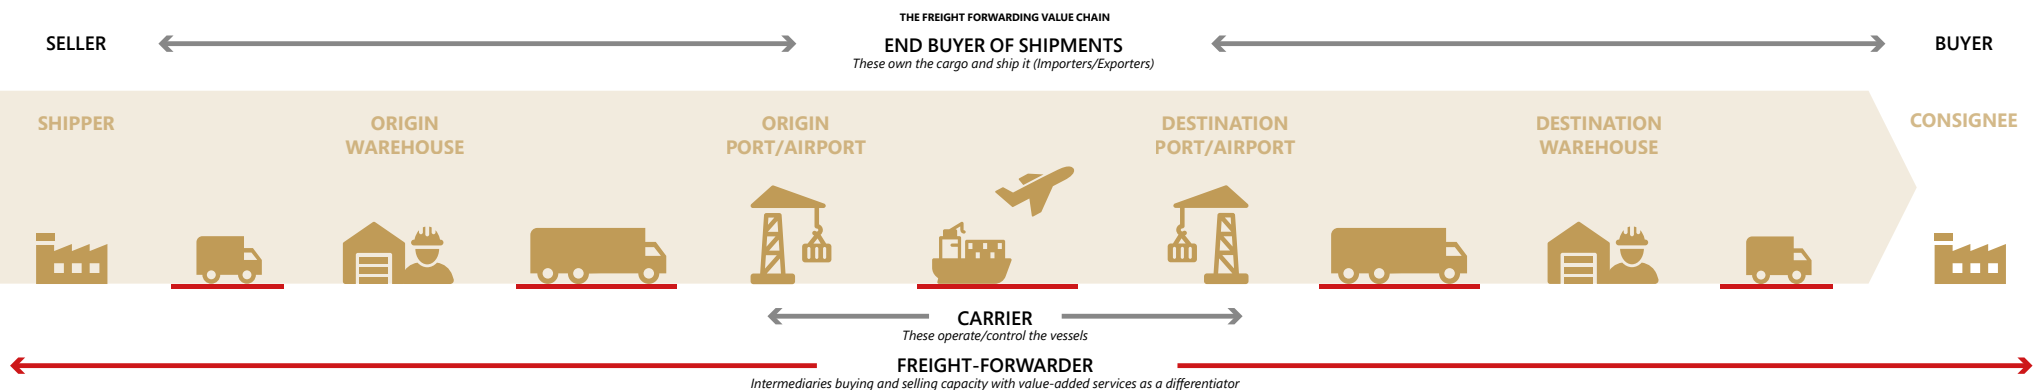 THE FREIGHT FORWARDING VALUE CHAIN
SELLER
END BUYER OF SHIPMENTS
BUYER
These own the cargo and ship it (Importers/Exporters)
SHIPPER
ORIGIN
WAREHOUSE
ORIGIN
PORT/AIRPORT
DESTINATION
PORT/AIRPORT
DESTINATION
WAREHOUSE
CONSIGNEE
CARRIER
These operate/control the vessels
FREIGHT-FORWARDER
Intermediaries buying and selling capacity with value-added services as a differentiator